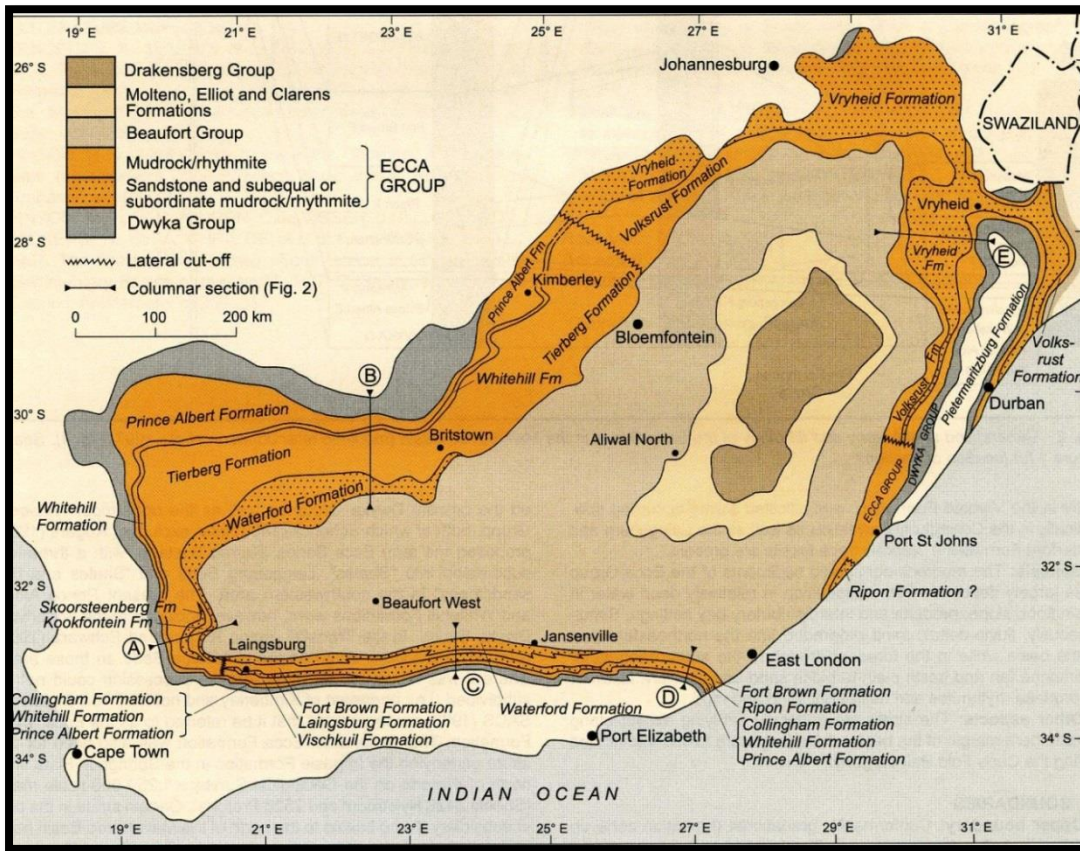 19° E
21° E
23° E
25° E
27° E
29° E
31° E
26° S
28° S
30° S
32° S
34° S
Drakensberg Group
Molteno, Elliot and Clarens
Formations
Beaufort Group
Mudrock/rhythmite
Sandstone and subequal or
subordinate mudrock/rhythmite
ECCA
GROUP
Dwyka Group
Lateral cut-off
Columnar section (Fig. 2)
0 100 200 km
Johannesburg
Vryheid Formation
SWAZILAND
Vryheid
Formation
Volksrust Formation
Vryheid
Vryheid
Fm
E
Prince Albert Fm
Kimberley
Tierberg Formation
Bloemfontein
Pietermaritzburg Formation
Volks-
rust
Formation
Whitehill Fm
B
Volksrust Fm
Durban
Prince Albert Formation
Britstown
Aliwal North
DWYKA GROUP
Tierberg Formation
ECCA GROUP
Waterford Formation
Whitehill
Formation
Port St Johns
32° S
Ripon Formation ?
Beaufort West
Skoorsteenberg Fm
Kookfontein Fm
A
Laingsburg
Jansenville
East London
C
D
Collingham Formation
Whitehill Formation
Prince Albert Formation
Fort Brown Formation
Laingsburg Formation
Vischkuil Formation
Waterford Formation
Fort Brown Formation
Ripon Formation
Collingham Formation
Whitehill Formation
Prince Albert Formation
Cape Town
Port Elizabeth
34° S
INDIAN OCEAN
19° E
21° E
23° E
25° E
27° E
29° E
31° E